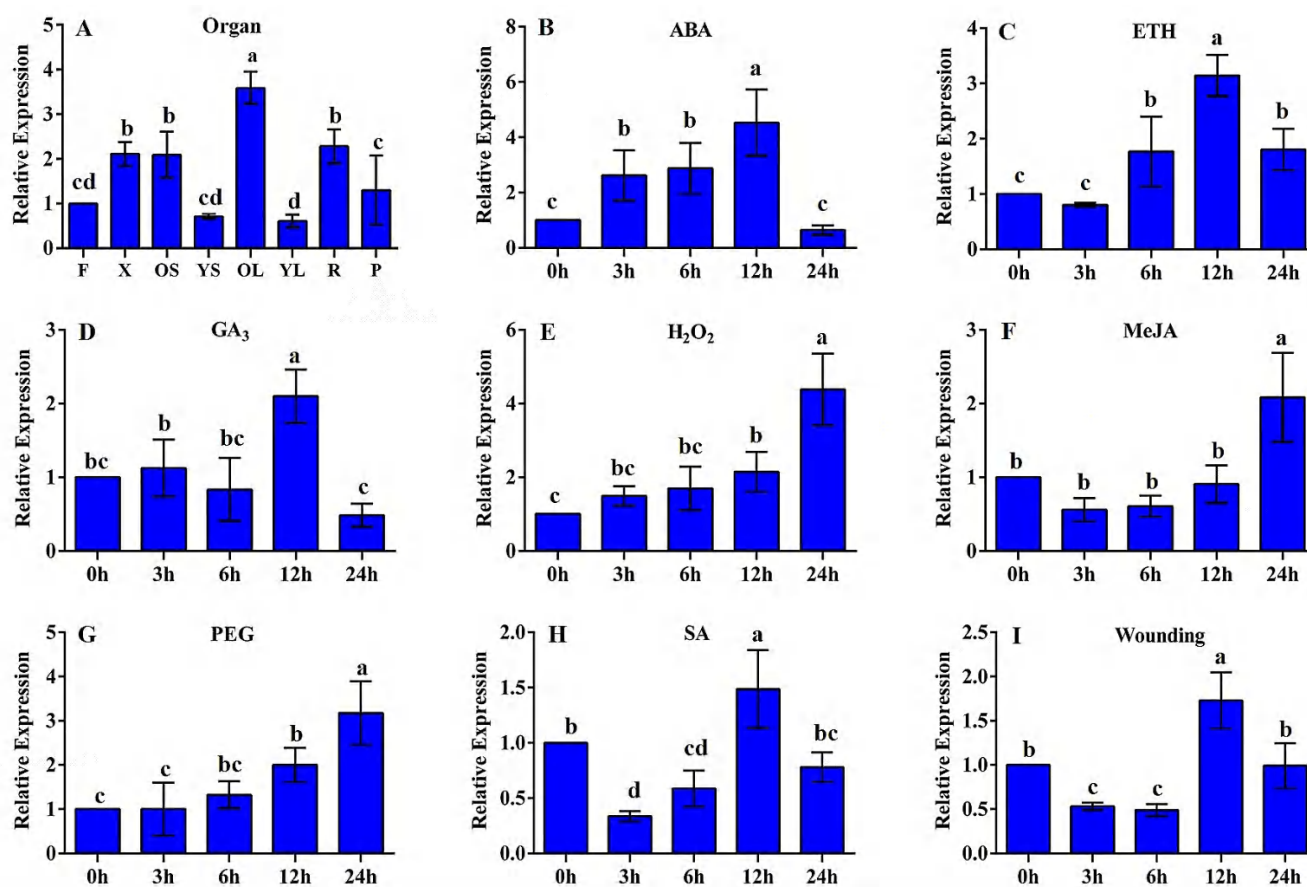 A Organ
Relative Expression
5
4
3
2
1
0
cd b b cd a d b c
F X OS YS OL YL R P
B ABA
Relative Expression
8
6
4
2
0
c b b a c
0h 3h 6h 12h 24h
C ETH
Relative Expression
4
3
2
1
0
c c b a b
0h 3h 6h 12h 24h
D GA₃
Relative Expression
3
2
1
0
bc b bc a c
0h 3h 6h 12h 24h
E H₂O₂
Relative Expression
6
4
2
0
c bc bc b a
0h 3h 6h 12h 24h
F MeJA
Relative Expression
3
2
1
0
b b b b a
0h 3h 6h 12h 24h
G PEG
Relative Expression
5
4
3
2
1
0
c c bc b a
0h 3h 6h 12h 24h
H SA
Relative Expression
2.0
1.5
1.0
0.5
0.0
b d cd a bc
0h 3h 6h 12h 24h
I Wounding
Relative Expression
2.5
2.0
1.5
1.0
0.5
0.0
b c c a b
0h 3h 6h 12h 24h